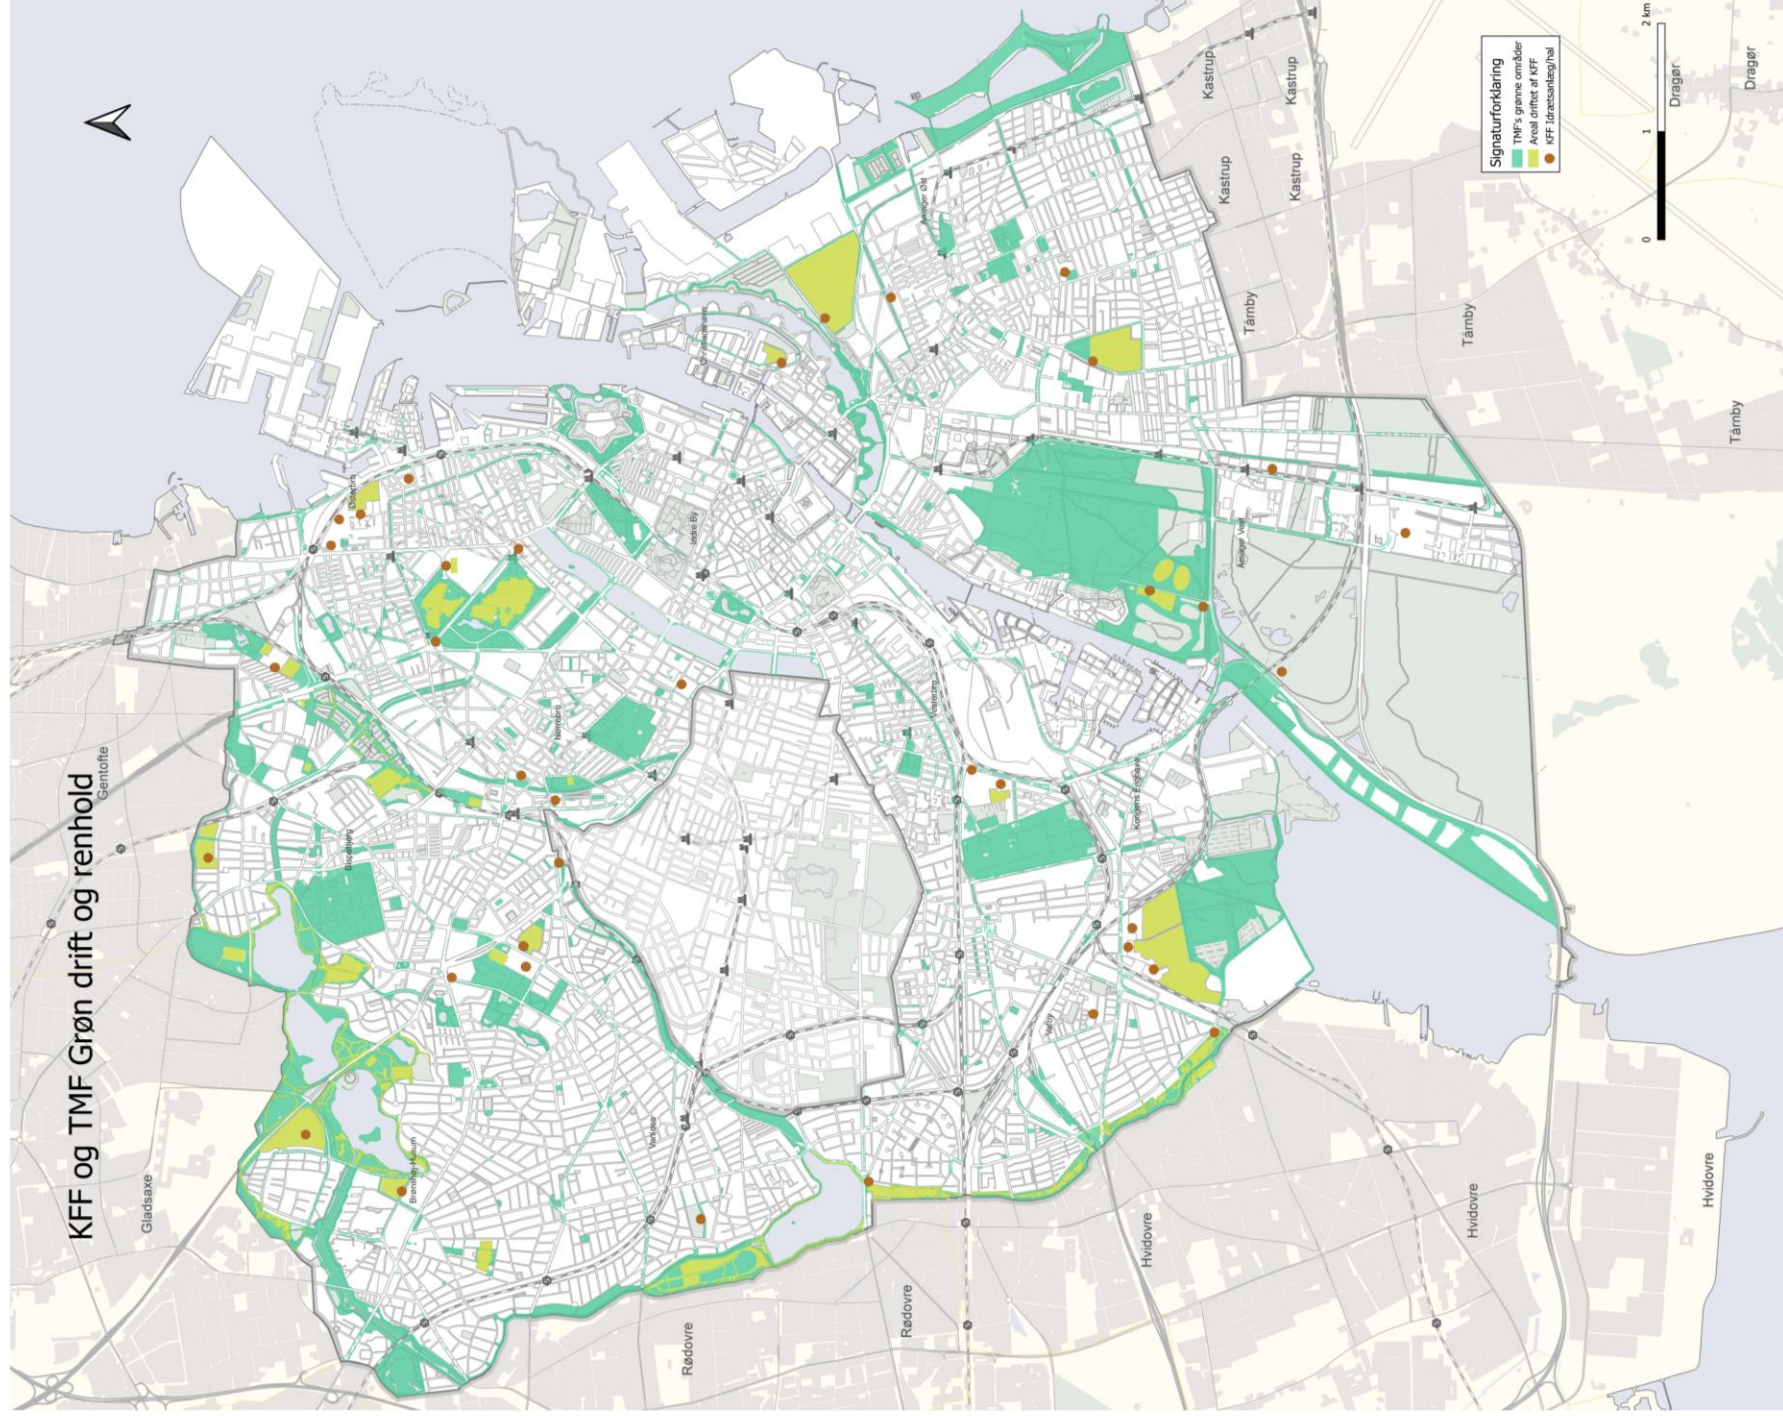 KFF og TMF Grøn drift og renhold
Gladsaxe
Gentofte
Signaturforklaring
TMF's grønne områder
Areal driftet af KFF
KFF Idrætsanlæg/hal
0
1
2 km
Østerbro
Indre By
Christianshavn
Nørrebro
Bispebjerg
Brønshøj-Husum
Vanløse
Vesterbro
Kongens Enghave
Valby
Amager Øst
Amager Vest
Rødovre
Rødovre
Hvidovre
Hvidovre
Hvidovre
Kastrup
Kastrup
Kastrup
Kastrup
Tårnby
Tårnby
Tårnby
Dragør
Dragør